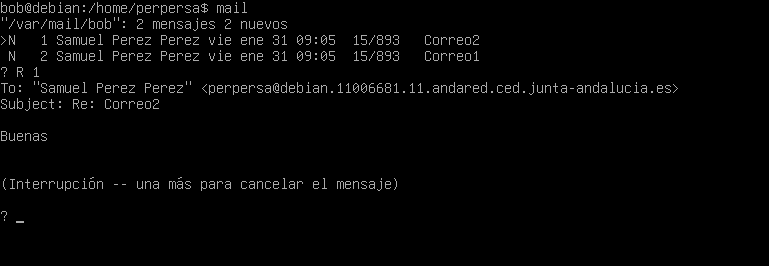 bob@debian:/home/perpersa$ mail
"/var/mail/bob": 2 mensajes 2 nuevos
>N   1 Samuel Perez Perez vie ene 31 09:05  15/893   Correo2
 N   2 Samuel Perez Perez vie ene 31 09:05  15/893   Correo1
? R 1
To: "Samuel Perez Perez" <perpersa@debian.11006681.11.andared.ced.junta-andalucia.es>
Subject: Re: Correo2
Buenas
(Interrupción -- una más para cancelar el mensaje)
? _